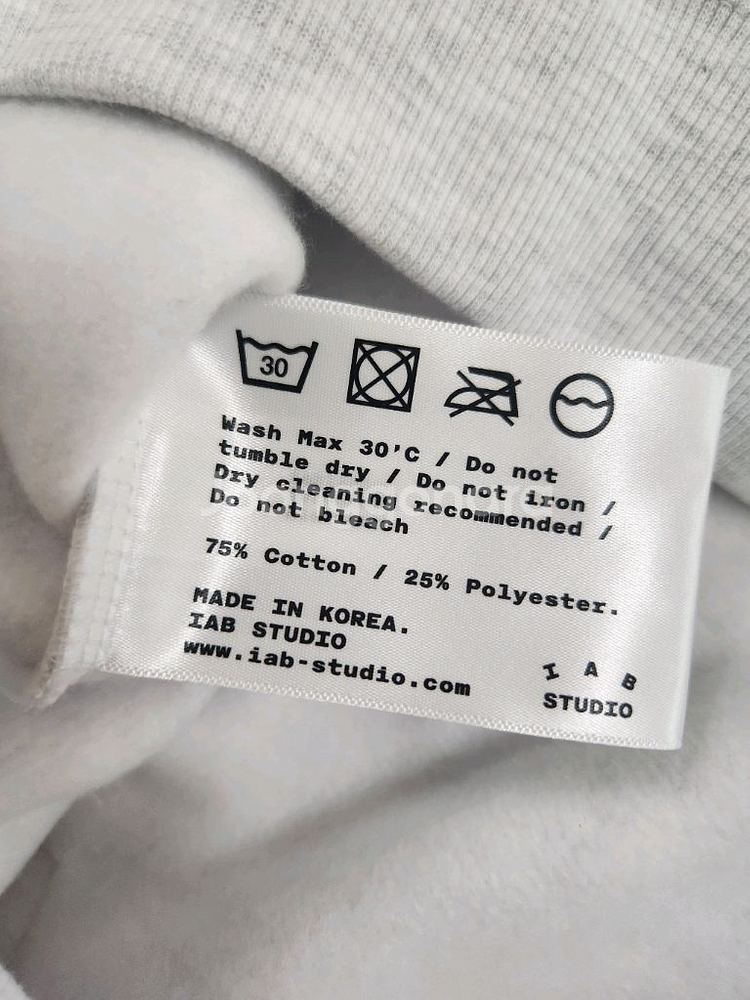 30
Wash Max 30'C / Do not
tumble dry / Do not iron /
Dry cleaning recommended /
Do not bleach
75% Cotton / 25% Polyester.
MADE IN KOREA.
IAB STUDIO
www.iab-studio.com
I A B
STUDIO